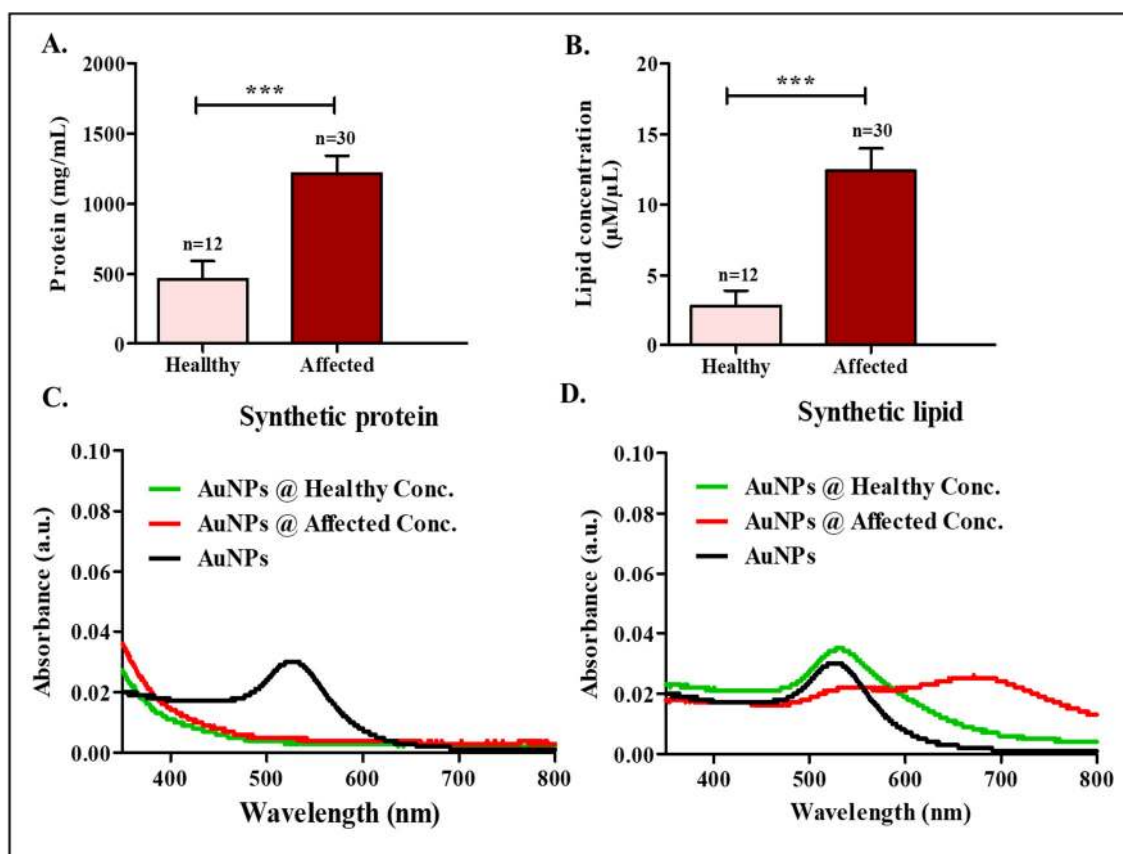 A.
Protein (mg/mL)
2000
1500
1000
500
0
***
n=12
n=30
Heallthy
Affected
B.
Lipid concentration
(µM/µL)
20
15
10
5
0
***
n=12
n=30
Healthy
Affected
C.
Synthetic protein
Absorbance (a.u.)
0.10
0.08
0.06
0.04
0.02
0.00
AuNPs @ Healthy Conc.
AuNPs @ Affected Conc.
AuNPs
400
500
600
700
800
Wavelength (nm)
D.
Synthetic lipid
Absorbance (a.u.)
0.10
0.08
0.06
0.04
0.02
0.00
AuNPs @ Healthy Conc.
AuNPs @ Affected Conc.
AuNPs
400
500
600
700
800
Wavelength (nm)